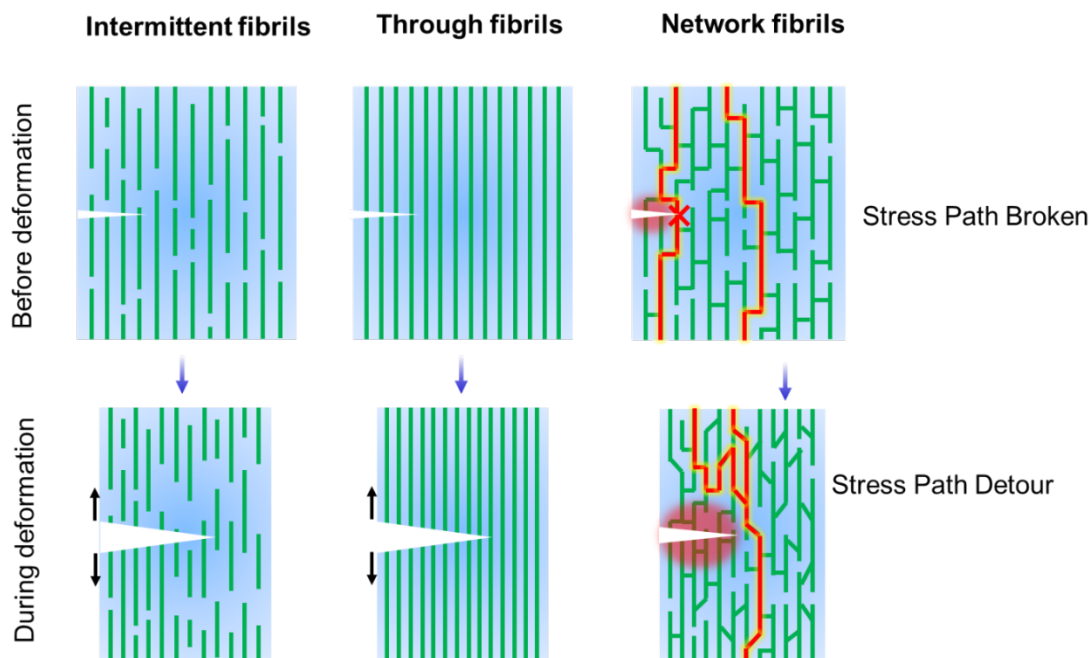 Intermittent fibrils
Through fibrils
Network fibrils
Before deformation
Stress Path Broken
During deformation
Stress Path Detour